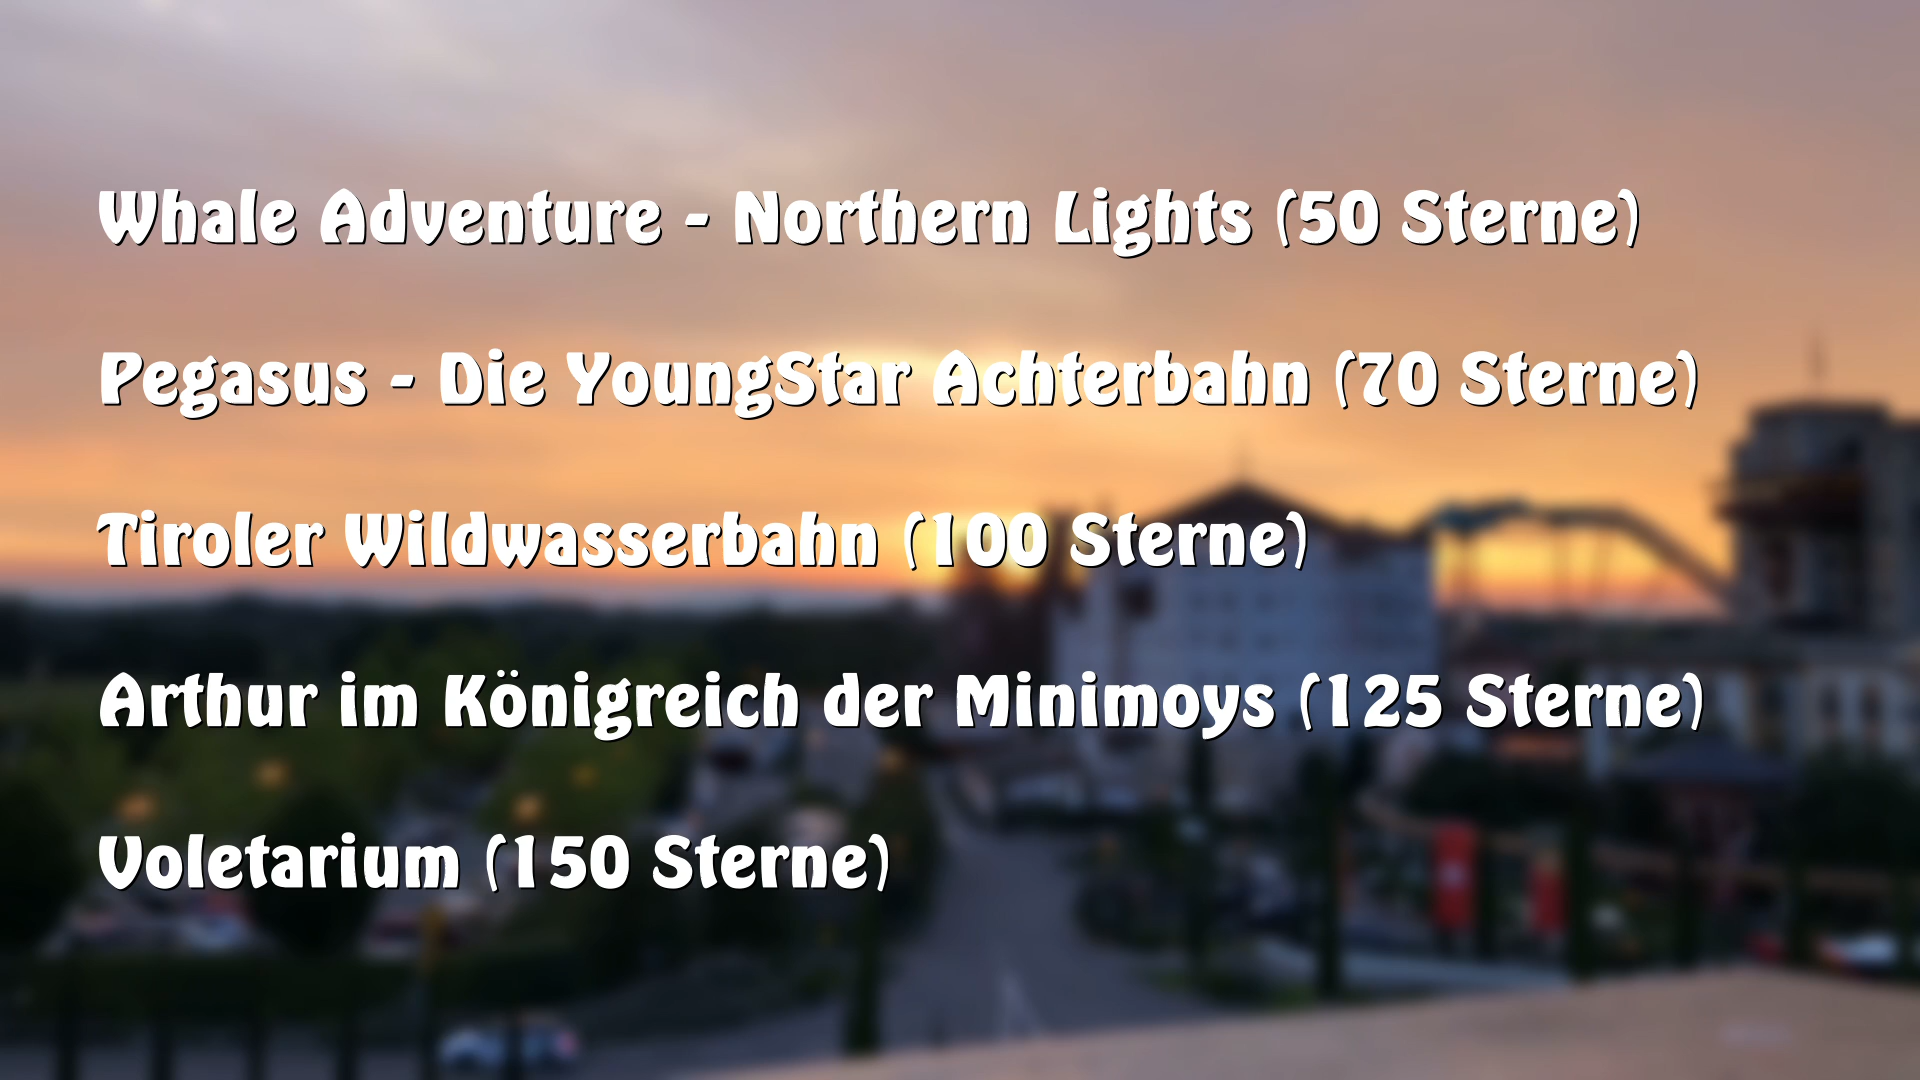 Whale Adventure - Northern Lights (50 Sterne)
Pegasus - Die YoungStar Achterbahn (70 Sterne)
Tiroler Wildwasserbahn (100 Sterne)
Arthur im Königreich der Minimoys (125 Sterne)
Voletarium (150 Sterne)